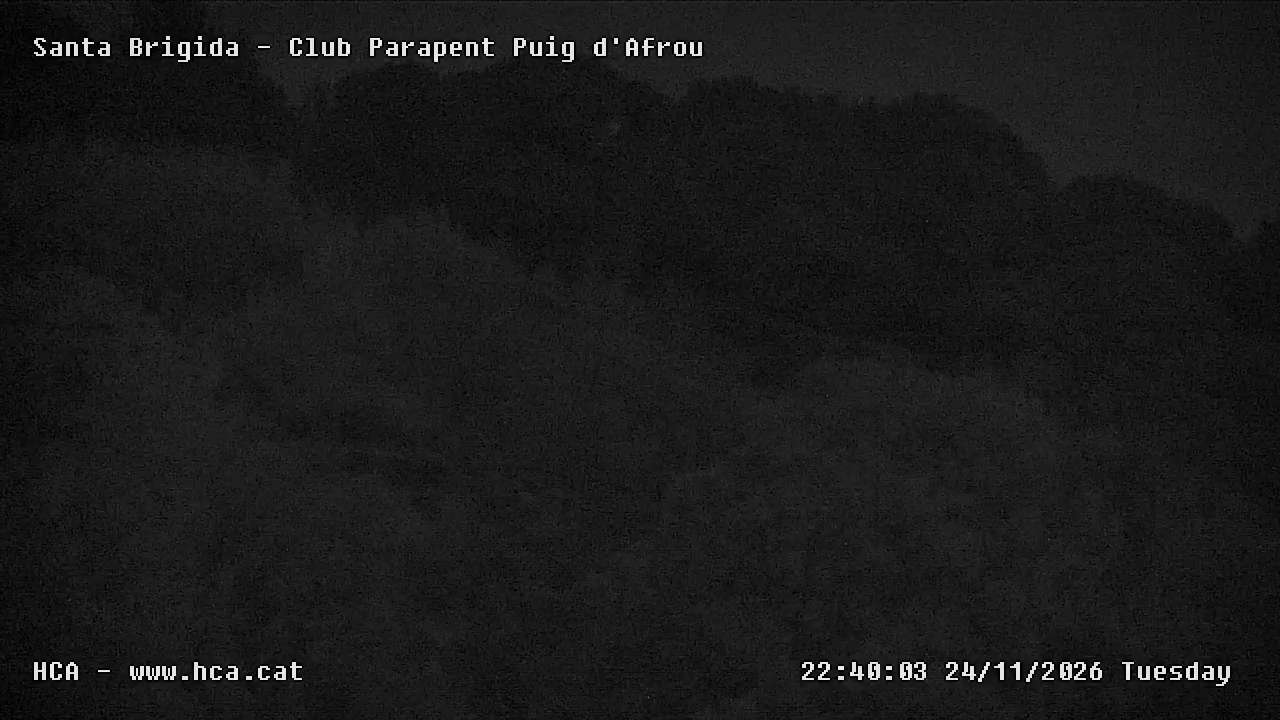 Santa Brigida - Club Parapent Puig d'Afrou
HCA - www.hca.cat
22:40:03 24/11/2026 Tuesday